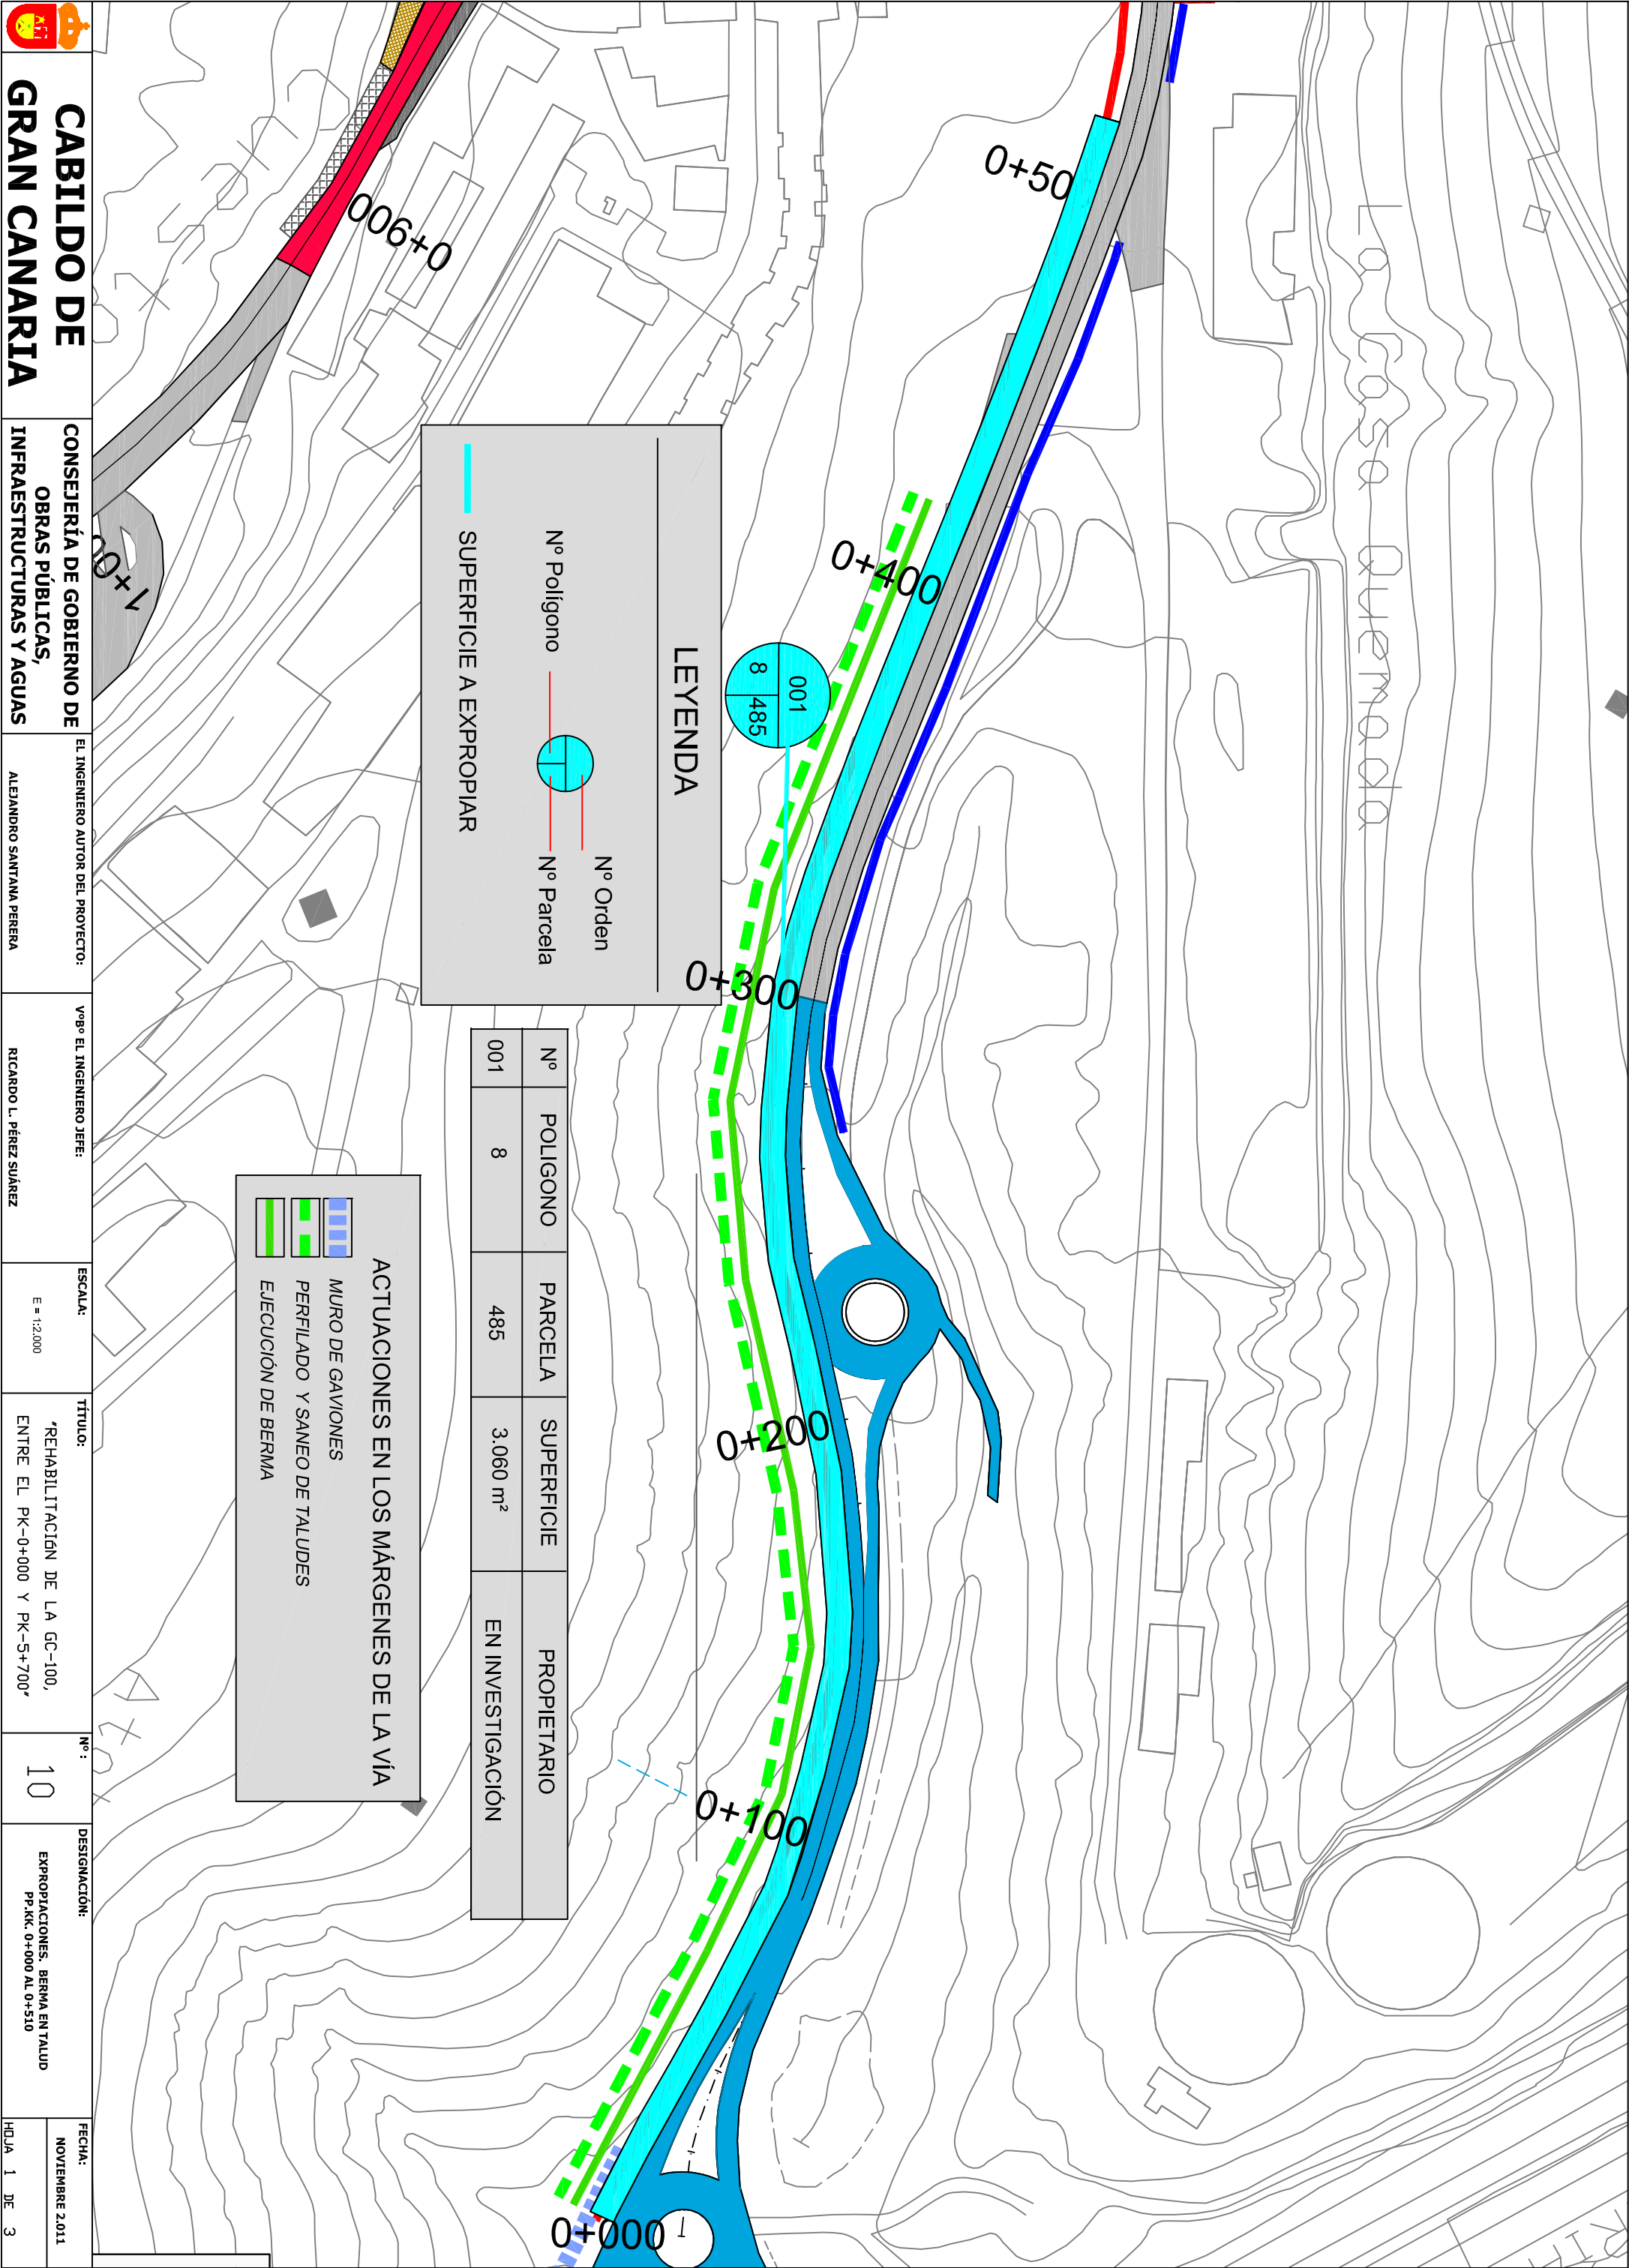 Lomo Quemado
0+50
0+400
0+300
0+200
0+100
0+000
0+900
1+00
001
8 485
LEYENDA
Nº Orden
Nº Polígono
Nº Parcela
SUPERFICIE A EXPROPIAR
Nº POLIGONO PARCELA SUPERFICIE PROPIETARIO
001 8 485 3.060 m² EN INVESTIGACIÓN
ACTUACIONES EN LOS MÁRGENES DE LA VÍA
MURO DE GAVIONES
PERFILADO Y SANEO DE TALUDES
EJECUCIÓN DE BERMA
CABILDO DE
GRAN CANARIA
CONSEJERÍA DE GOBIERNO DE
OBRAS PÚBLICAS,
INFRAESTRUCTURAS Y AGUAS
EL INGENIERO AUTOR DEL PROYECTO:
ALEJANDRO SANTANA PERERA
VºBº EL INGENIERO JEFE:
RICARDO L. PÉREZ SUÁREZ
ESCALA:
E = 1:2.000
TÍTULO:
"REHABILITACIóN DE LA GC-100,
ENTRE EL PK-0+000 Y PK-5+700"
Nº :
10
DESIGNACIÓN:
EXPROPIACIONES. BERMA EN TALUD
PP.KK. 0+000 AL 0+510
FECHA:
NOVIEMBRE 2.011
HOJA 1 DE 3